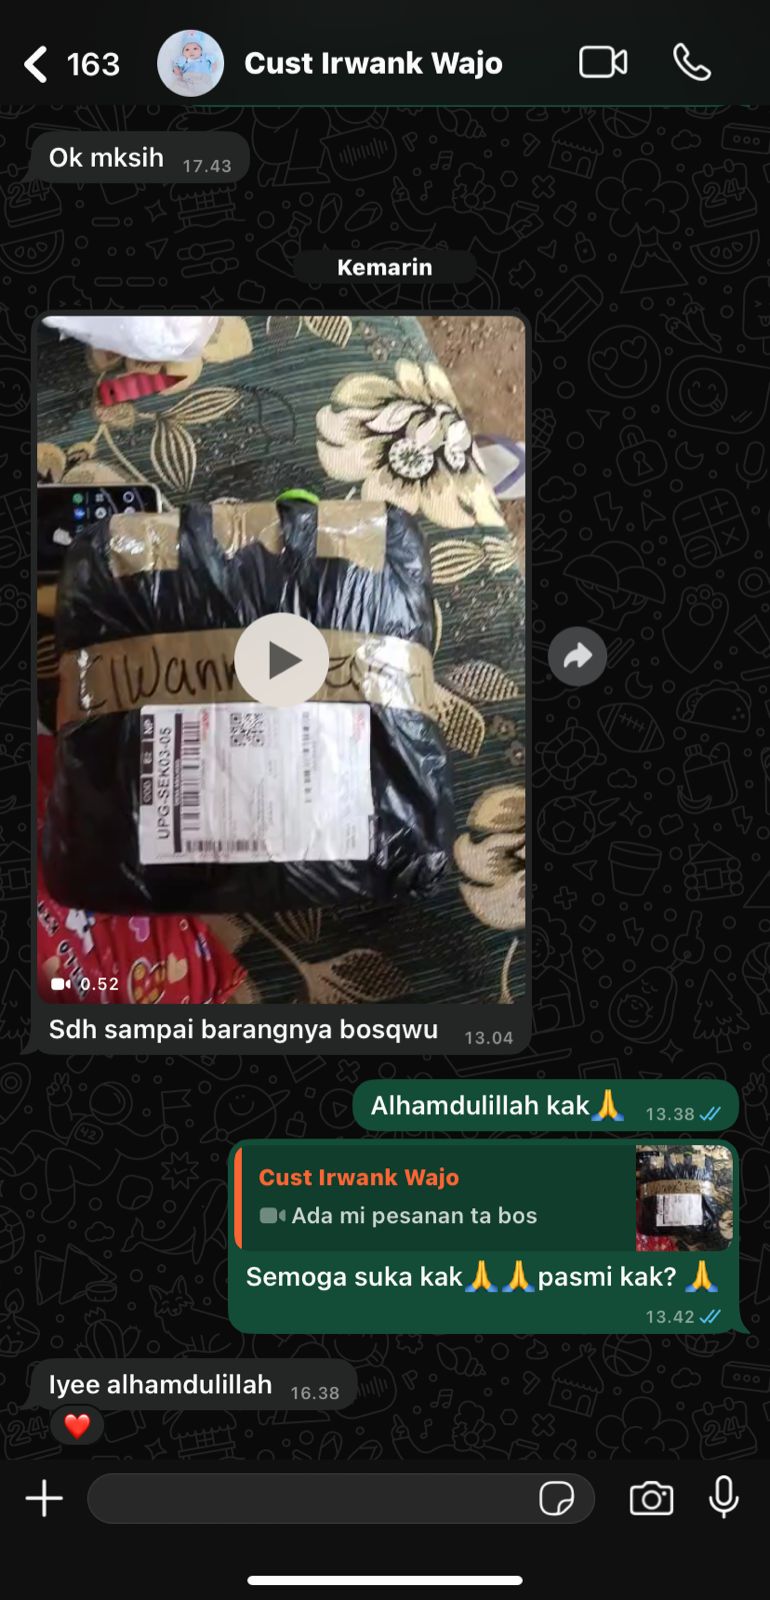 163 Cust Irwank Wajo
Ok mksih 17.43
Kemarin
UPG-SEK03-05
0.52
Sdh sampai barangnya bosqwu 13.04
Alhamdulillah kak🙏 13.38
Cust Irwank Wajo
Ada mi pesanan ta bos
Semoga suka kak🙏🙏pasmi kak? 🙏
13.42
Iyee alhamdulillah 16.38
❤️